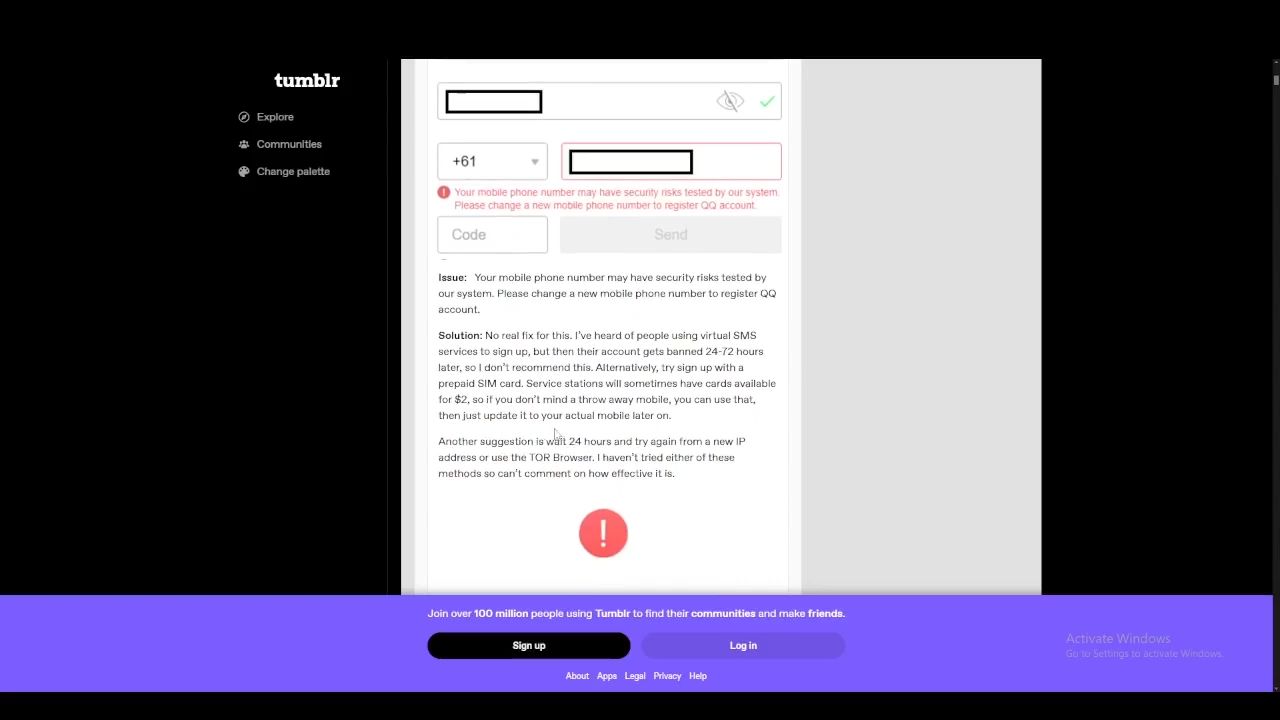 tumblr
Explore
Communities
Change palette
+61
Your mobile phone number may have security risks tested by our system.
Please change a new mobile phone number to register QQ account.
Code
Send
Issue: Your mobile phone number may have security risks tested by
our system. Please change a new mobile phone number to register QQ
account.
Solution: No real fix for this. I've heard of people using virtual SMS
services to sign up, but then their account gets banned 24-72 hours
later, so I don't recommend this. Alternatively, try sign up with a
prepaid SIM card. Service stations will sometimes have cards available
for $2, so if you don't mind a throw away mobile, you can use that,
then just update it to your actual mobile later on.
Another suggestion is wait 24 hours and try again from a new IP
address or use the TOR Browser. I haven't tried either of these
methods so can't comment on how effective it is.
Join over 100 million people using Tumblr to find their communities and make friends.
Sign up
Log in
About Apps Legal Privacy Help
Activate Windows
Go to Settings to activate Windows.